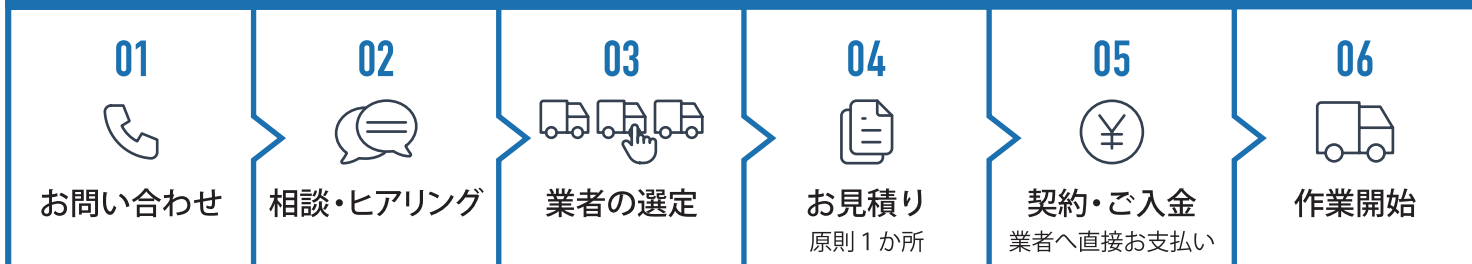 01
お問い合わせ
02
相談・ヒアリング
03
業者の選定
04
お見積り
原則1か所
05
¥
契約・ご入金
業者へ直接お支払い
06
作業開始